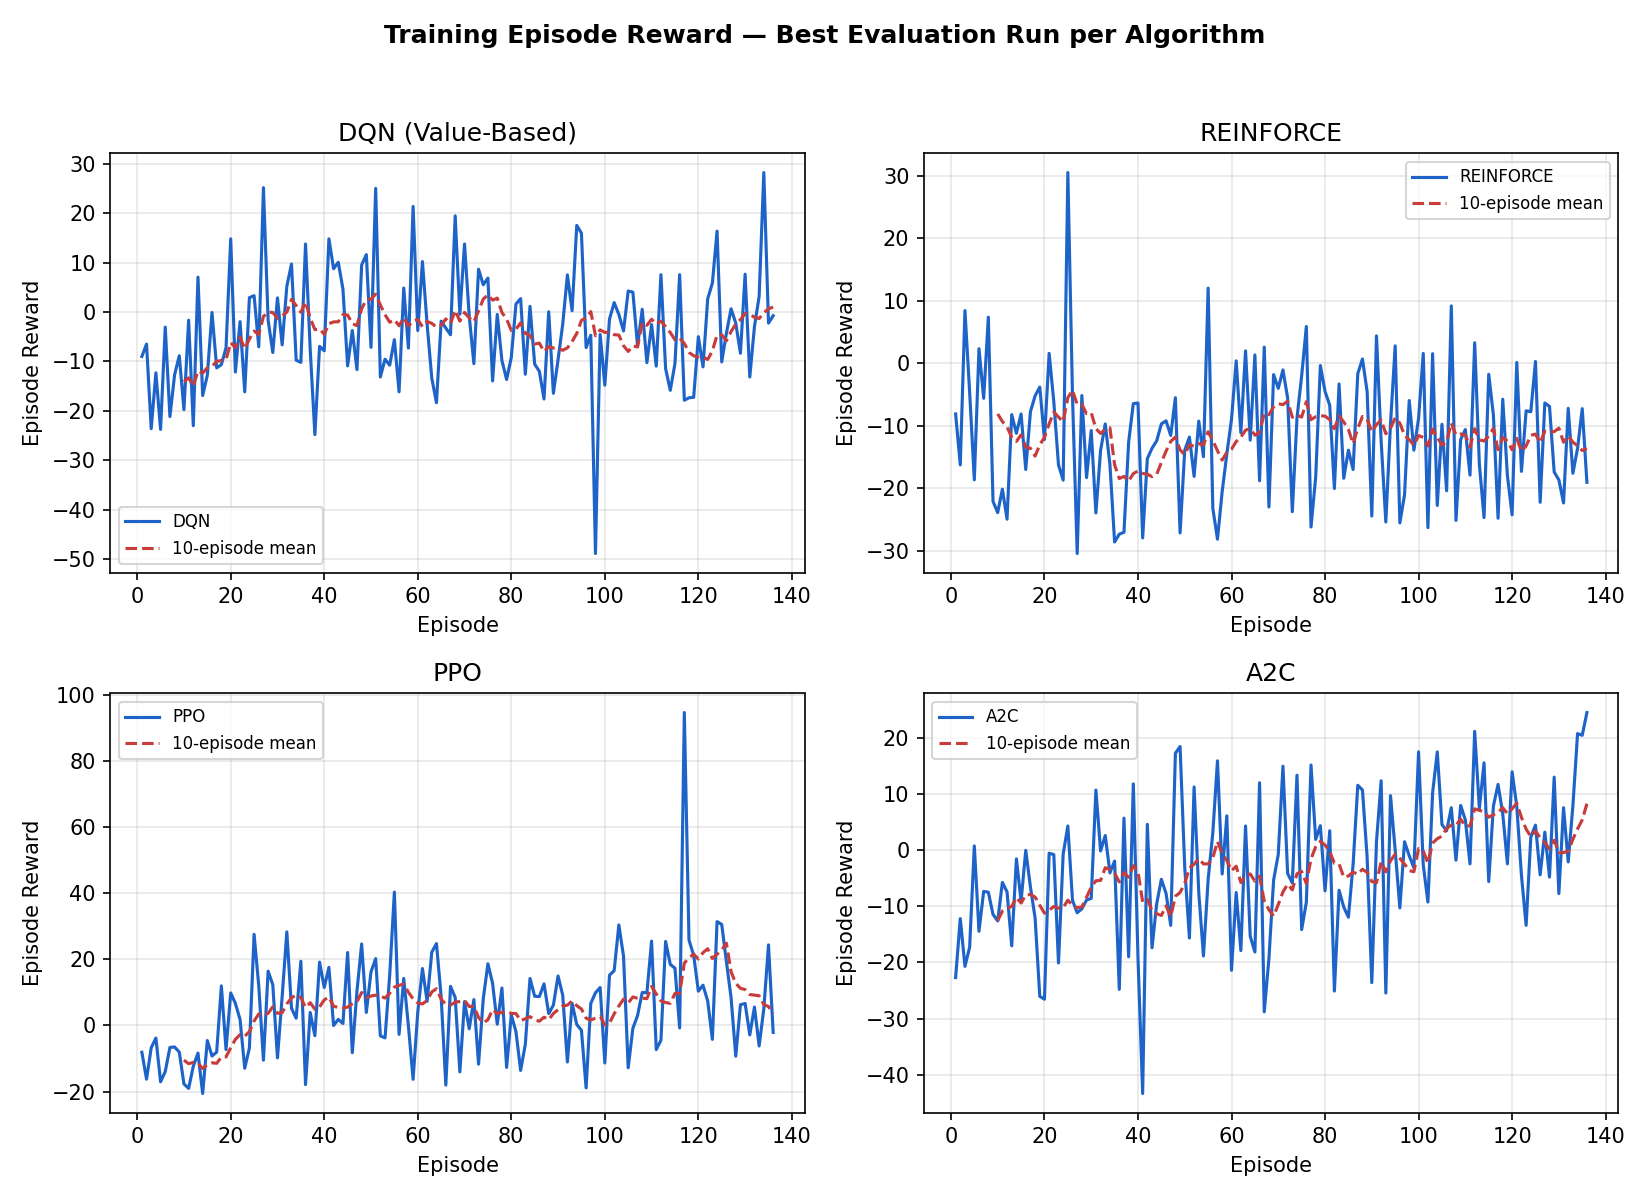 Training Episode Reward — Best Evaluation Run per Algorithm
DQN (Value-Based)
30
20
10
0
−10
−20
−30
−40
−50
Episode Reward
DQN
10-episode mean
0 20 40 60 80 100 120 140
Episode
REINFORCE
30
20
10
0
−10
−20
−30
Episode Reward
REINFORCE
10-episode mean
0 20 40 60 80 100 120 140
Episode
PPO
100
80
60
40
20
0
−20
Episode Reward
PPO
10-episode mean
0 20 40 60 80 100 120 140
Episode
A2C
20
10
0
−10
−20
−30
−40
Episode Reward
A2C
10-episode mean
0 20 40 60 80 100 120 140
Episode